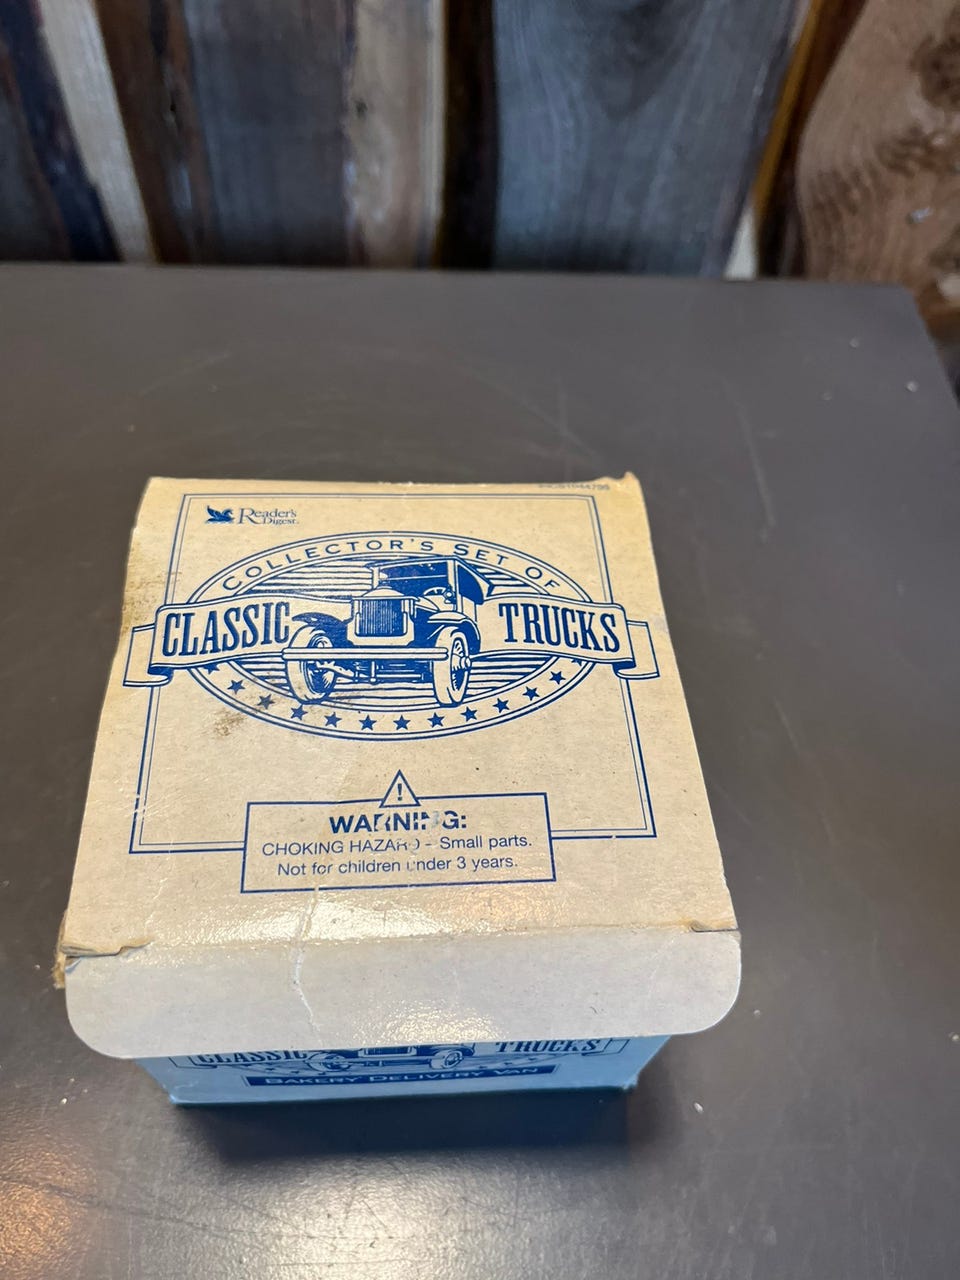 Reader's
Digest.
COLLECTOR'S SET OF
CLASSIC TRUCKS
WARNING:
CHOKING HAZARD - Small parts.
Not for children under 3 years.
CLASSIC TRUCKS
BAKERY DELIVERY VAN